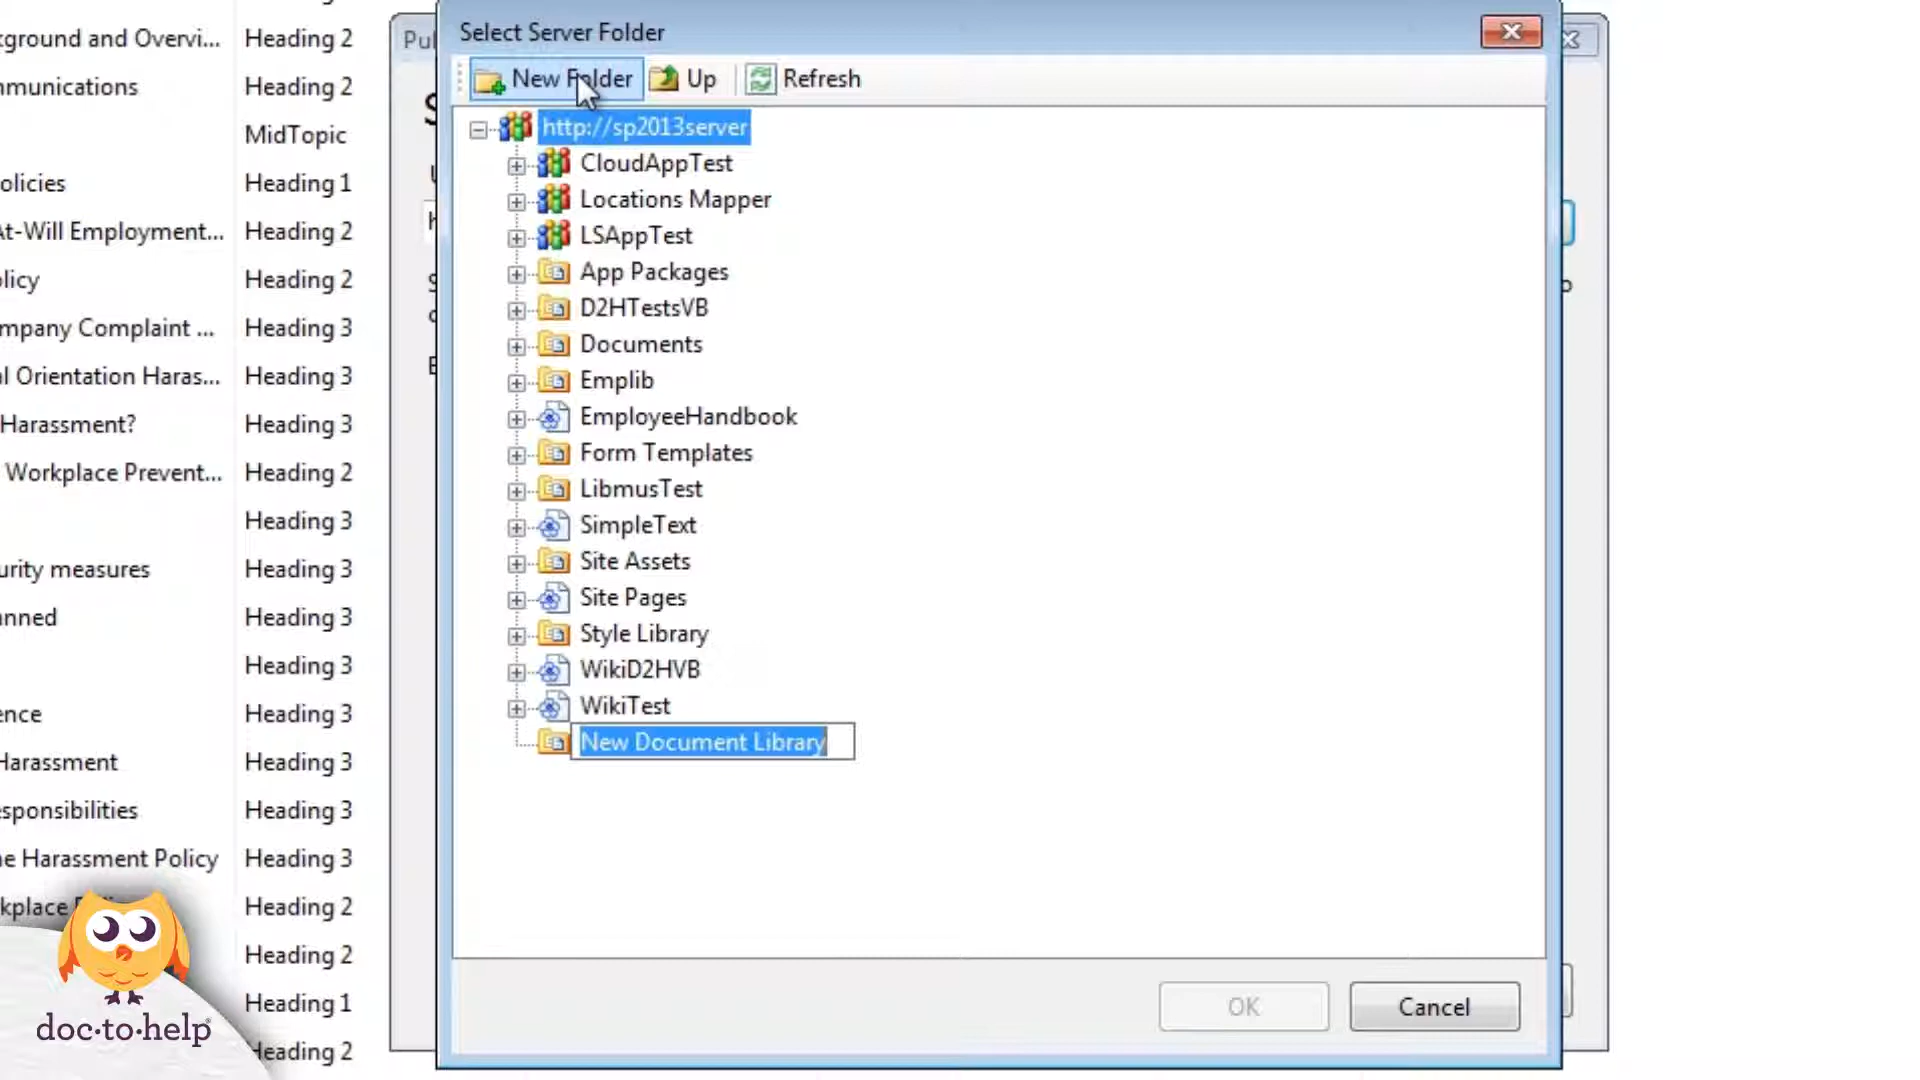 Select Server Folder
New Folder Up Refresh
http://sp2013server
CloudAppTest
Locations Mapper
LSAppTest
App Packages
D2HTestsVB
Documents
Emplib
EmployeeHandbook
Form Templates
LibmusTest
SimpleText
Site Assets
Site Pages
Style Library
WikiD2HVB
WikiTest
New Document Library
OK Cancel
ground and Overvi... Heading 2
munications Heading 2
MidTopic
olicies Heading 1
At-Will Employment... Heading 2
olicy Heading 2
mpany Complaint ... Heading 3
l Orientation Haras... Heading 3
Harassment? Heading 3
Workplace Prevent... Heading 2
Heading 3
urity measures Heading 3
anned Heading 3
Heading 3
ence Heading 3
Harassment Heading 3
esponsibilities Heading 3
e Harassment Policy Heading 3
kplace Heading 2
Heading 2
Heading 1
Heading 2
doc·to·help®